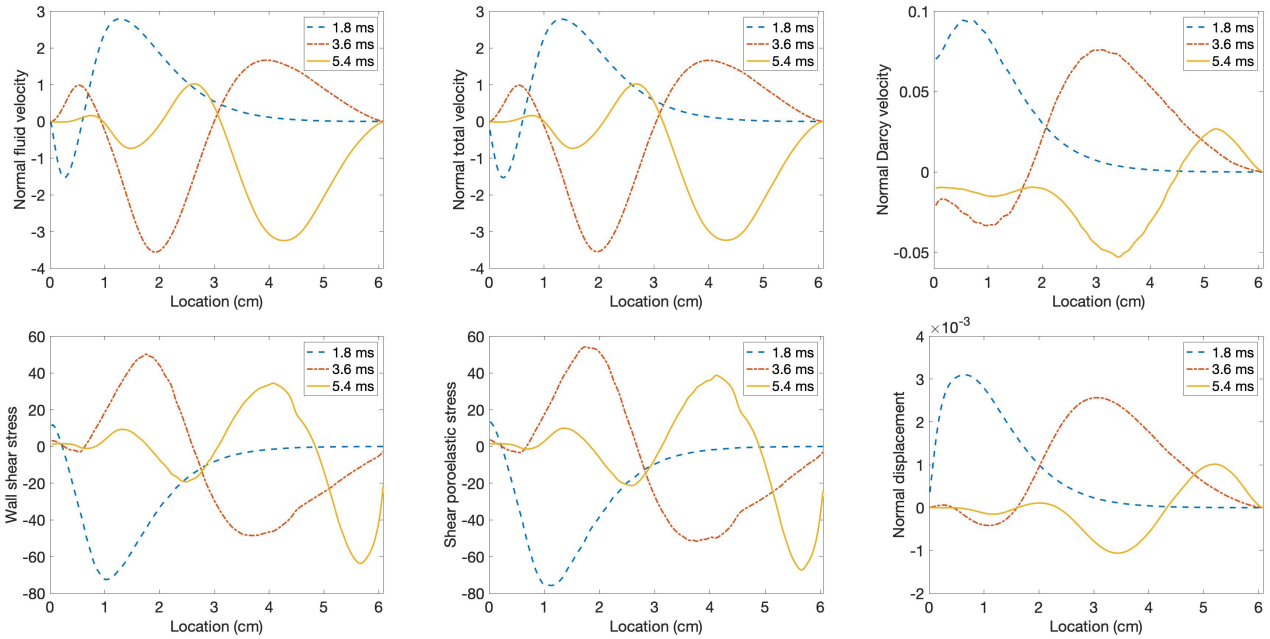 3
2
1
0
-1
-2
-3
-4
0 1 2 3 4 5 6
Normal fluid velocity
Location (cm)
1.8 ms
3.6 ms
5.4 ms
3
2
1
0
-1
-2
-3
-4
0 1 2 3 4 5 6
Normal total velocity
Location (cm)
1.8 ms
3.6 ms
5.4 ms
0.1
0.05
0
-0.05
0 1 2 3 4 5 6
Normal Darcy velocity
Location (cm)
1.8 ms
3.6 ms
5.4 ms
60
40
20
0
-20
-40
-60
-80
0 1 2 3 4 5 6
Wall shear stress
Location (cm)
1.8 ms
3.6 ms
5.4 ms
60
40
20
0
-20
-40
-60
-80
0 1 2 3 4 5 6
Shear poroelastic stress
Location (cm)
1.8 ms
3.6 ms
5.4 ms
×10⁻³
4
3
2
1
0
-1
-2
0 1 2 3 4 5 6
Normal displacement
Location (cm)
1.8 ms
3.6 ms
5.4 ms